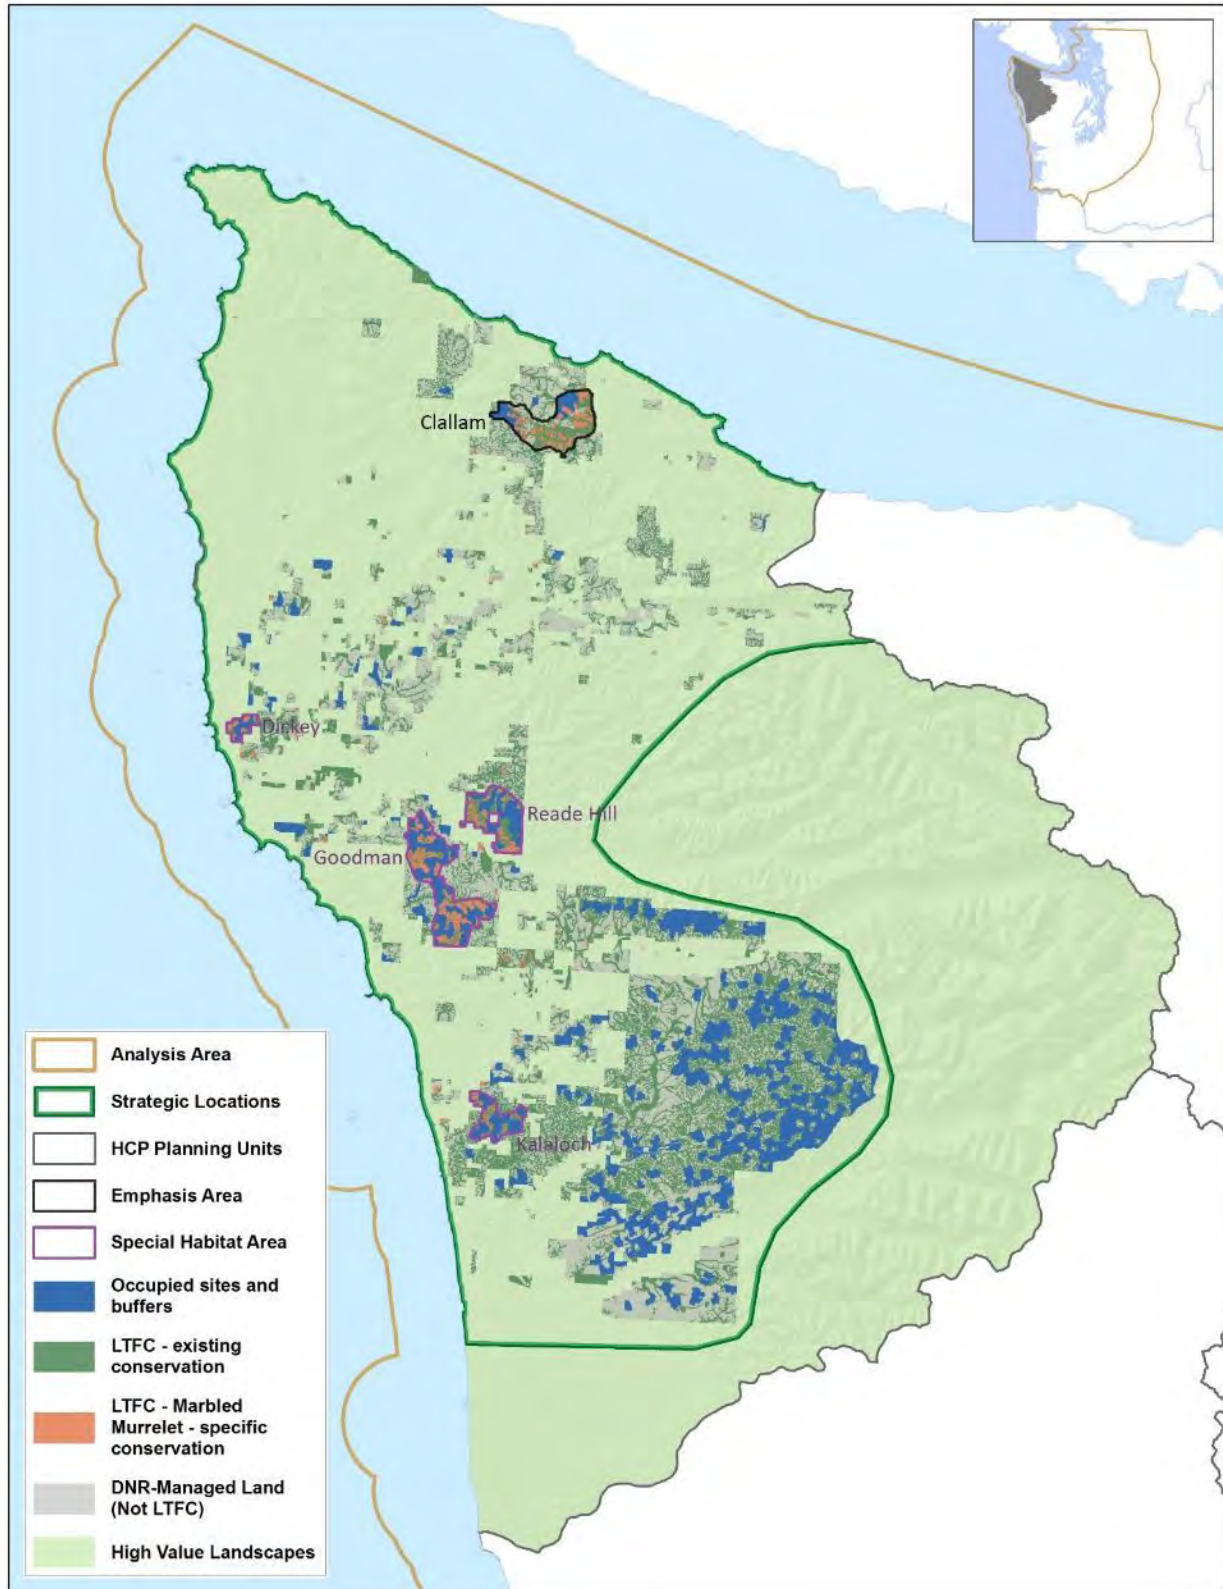 Clallam
Dickey
Reade Hill
Goodman
Kalaloch
Analysis Area
Strategic Locations
HCP Planning Units
Emphasis Area
Special Habitat Area
Occupied sites and
buffers
LTFC - existing
conservation
LTFC - Marbled
Murrelet - specific
conservation
DNR-Managed Land
(Not LTFC)
High Value Landscapes